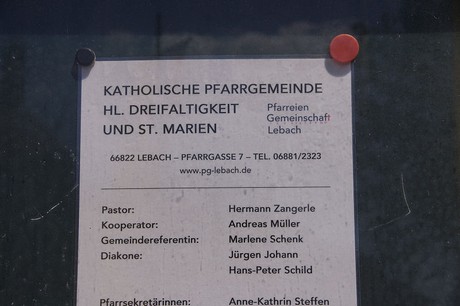 KATHOLISCHE PFARRGEMEINDE
HL. DREIFALTIGKEIT
UND ST. MARIEN
Pfarreien
Gemeinschaft
Lebach
66822 LEBACH – PFARRGASSE 7 – TEL. 06881/2323
www.pg-lebach.de
Pastor: Hermann Zangerle
Kooperator: Andreas Müller
Gemeindereferentin: Marlene Schenk
Diakone: Jürgen Johann
Hans-Peter Schild
Pfarrsekretärinnen: Anne-Kathrin Steffen